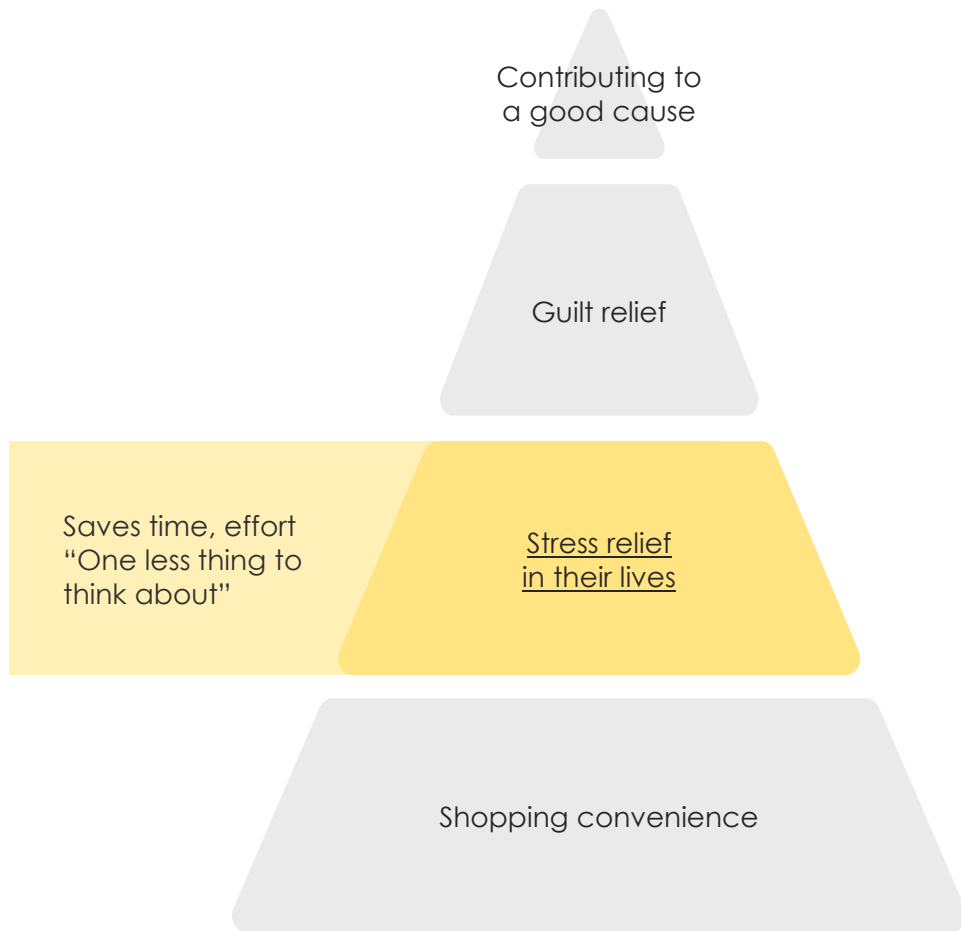 Contributing to
a good cause
Guilt relief
Saves time, effort
“One less thing to
think about”
Stress relief
in their lives
Shopping convenience